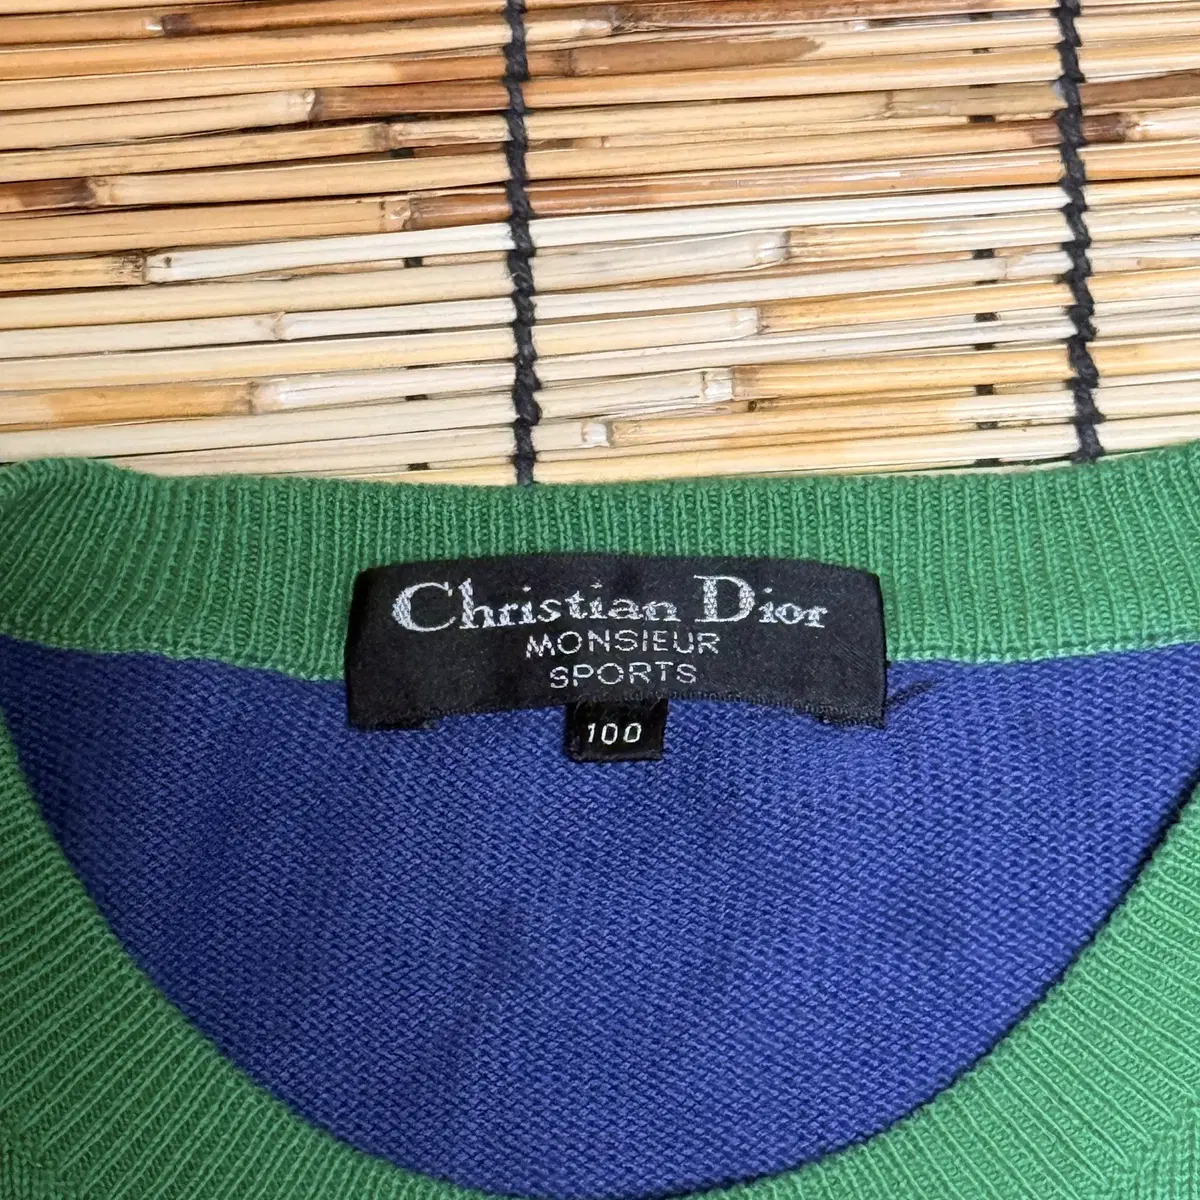 Christian Dior
MONSIEUR
SPORTS
100